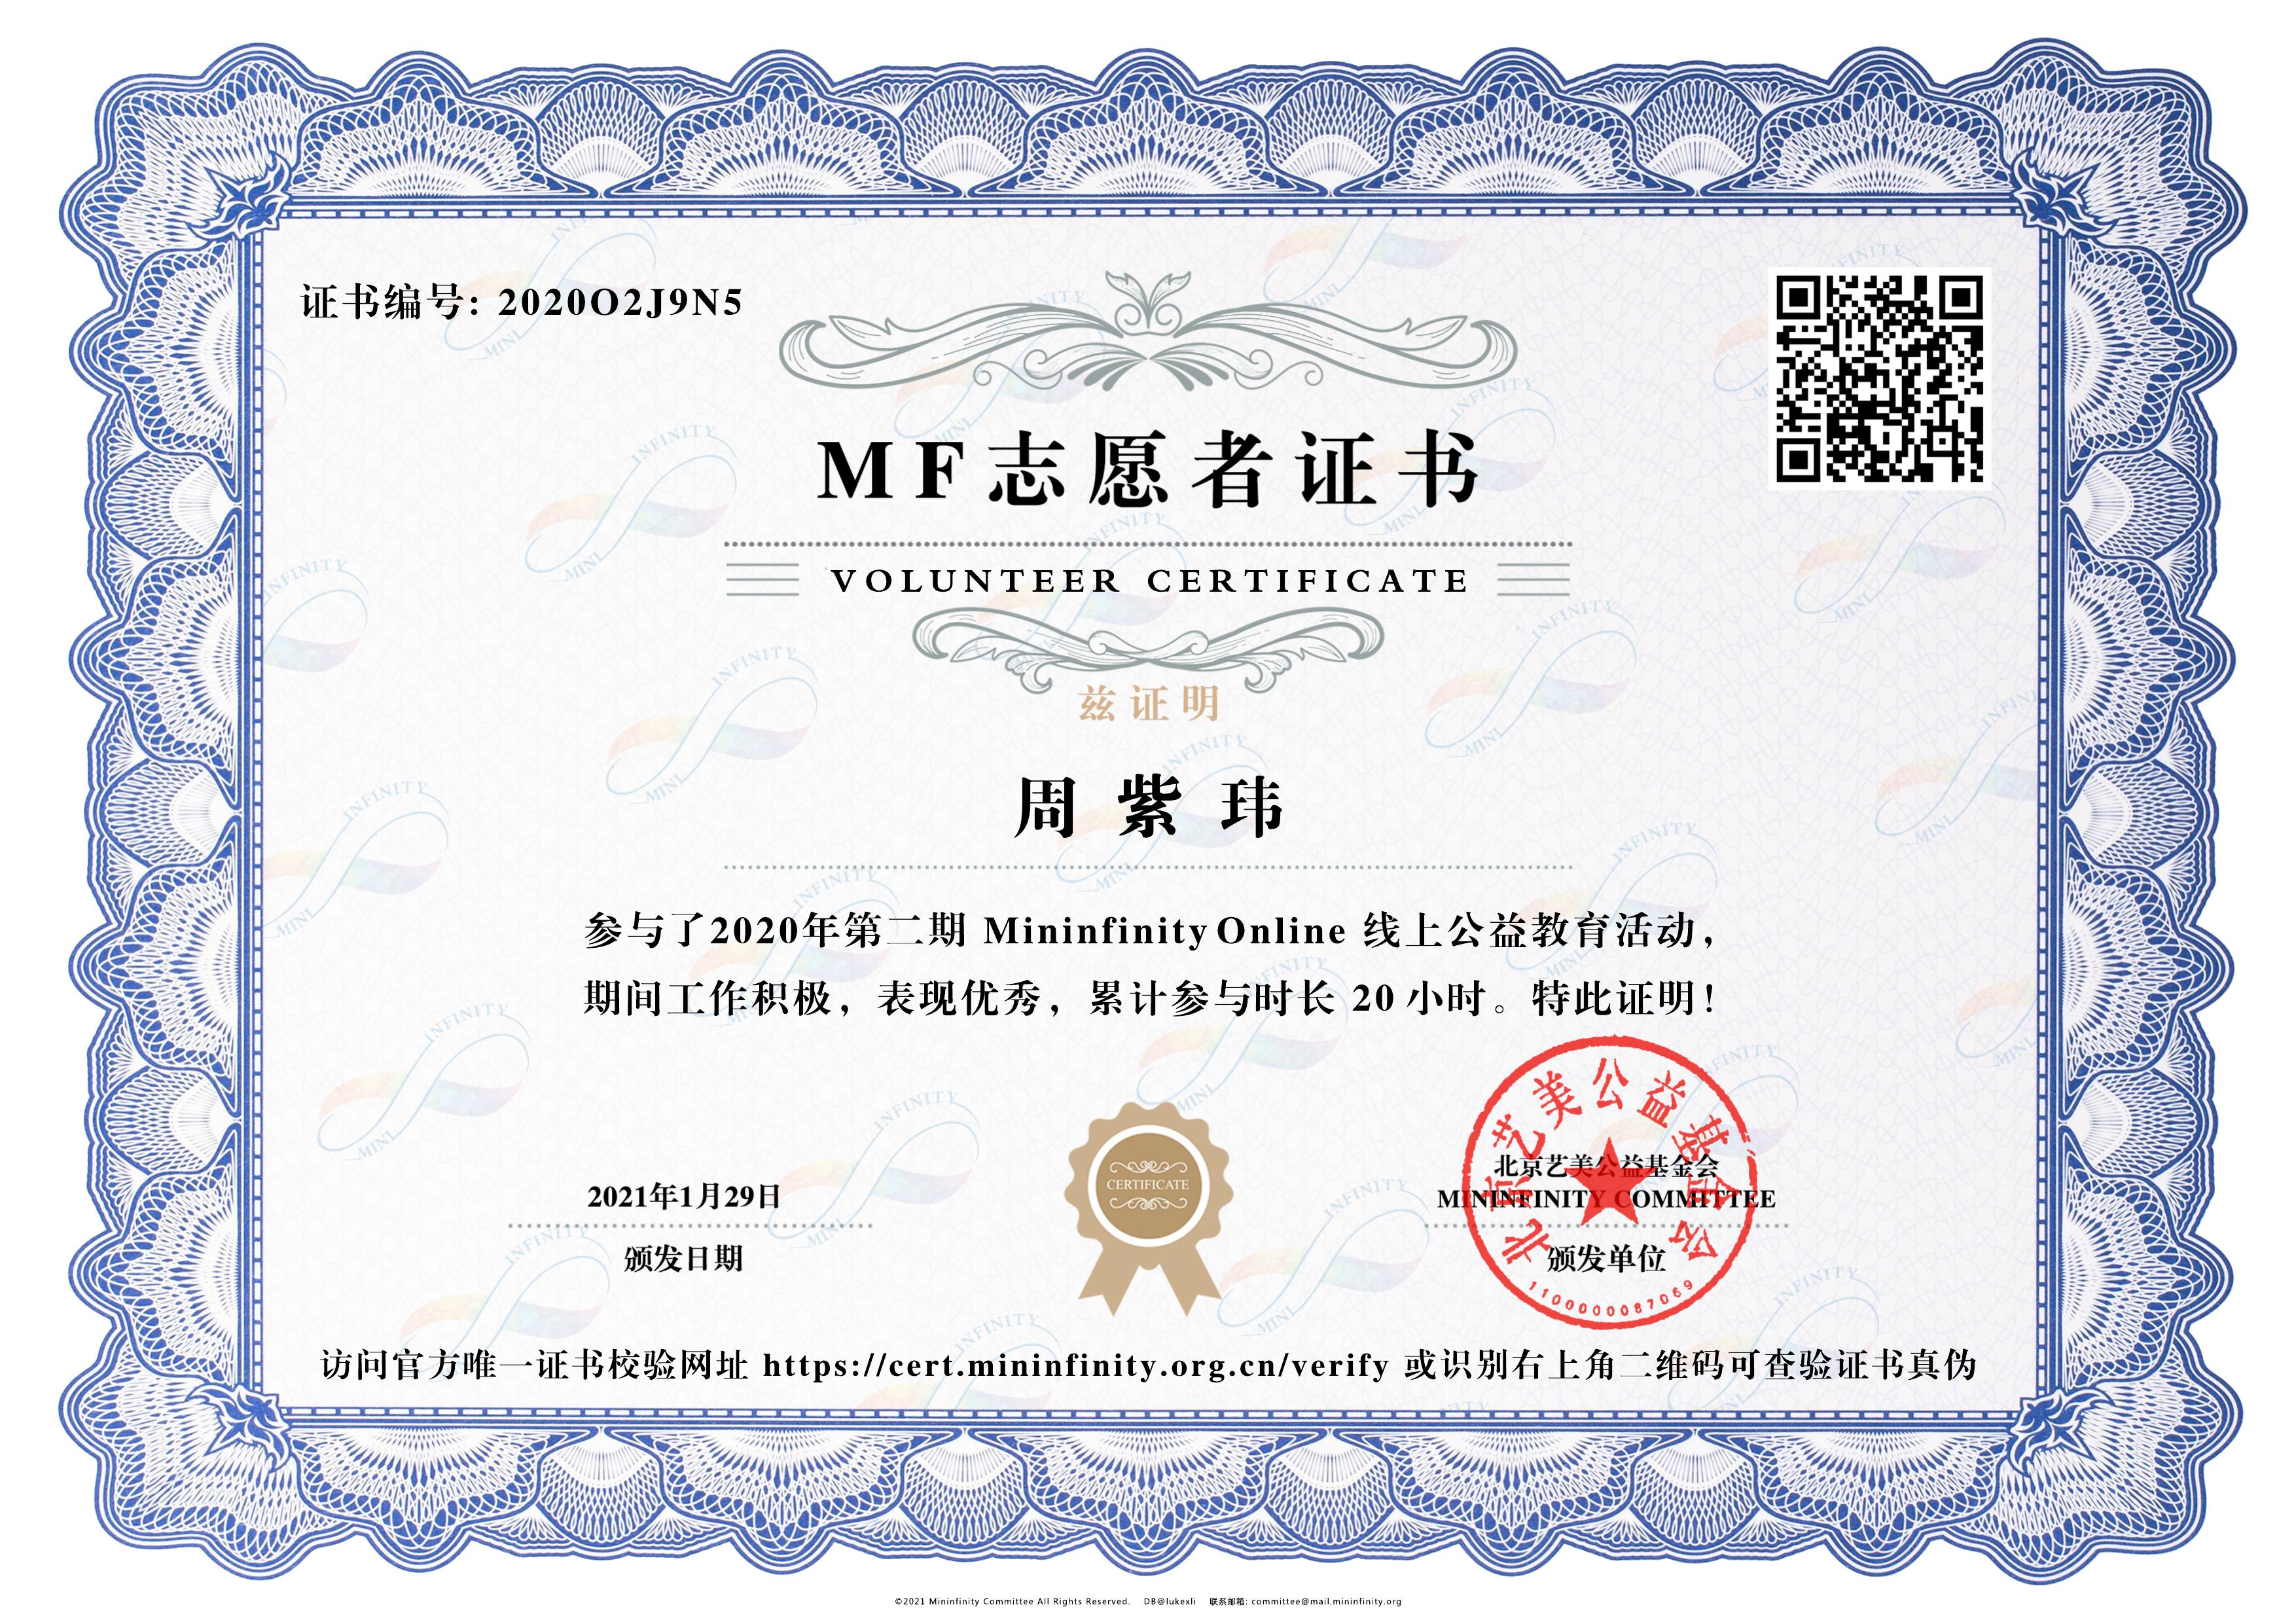 证书编号: 2020O2J9N5
MF志愿者证书
VOLUNTEER CERTIFICATE
兹证明
周紫玮
参与了2020年第二期 Mininfinity Online 线上公益教育活动，
期间工作积极，表现优秀，累计参与时长 20 小时。特此证明！
2021年1月29日
颁发日期
CERTIFICATE
北京艺美公益基金会
MININFINITY COMMITTEE
颁发单位
北京艺美公益基金会
1100000087069
访问官方唯一证书校验网址 https://cert.mininfinity.org.cn/verify 或识别右上角二维码可查验证书真伪
©2021 Mininfinity Committee All Rights Reserved. DB@lukexli 联系邮箱: committee@mail.mininfinity.org
MINI INFINITY